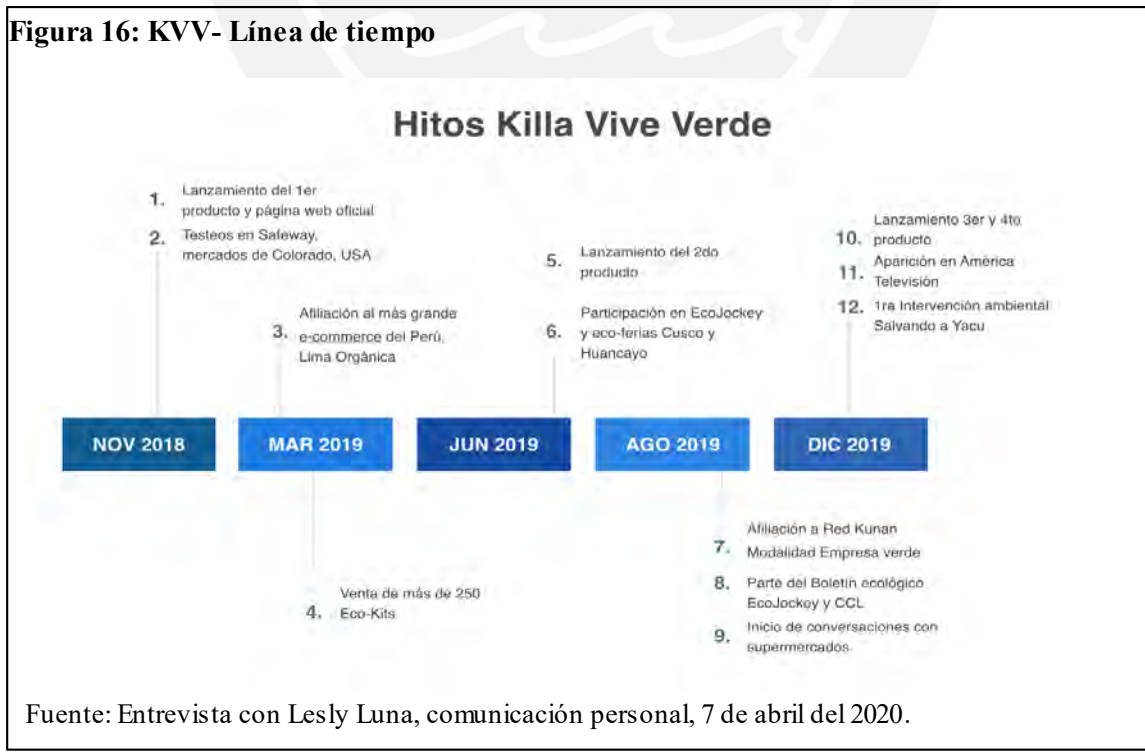 Figura 16: KVV- Línea de tiempo
Hitos Killa Vive Verde
1. Lanzamiento del 1er
producto y página web oficial
2. Testeos en Safeway,
mercados de Colorado, USA
3. Afiliación al más grande
e-commerce del Perú,
Lima Orgánica
5. Lanzamiento del 2do
producto
6. Participación en EcoJockey
y eco-ferias Cusco y
Huancayo
10. Lanzamiento 3er y 4to
producto
11. Aparición en América
Televisión
12. 1ra Intervención ambiental
Salvando a Yacu
NOV 2018
MAR 2019
JUN 2019
AGO 2019
DIC 2019
4. Venta de más de 250
Eco-Kits
7. Afiliación a Red Kunan
Modalidad Empresa verde
8. Parte del Boletín ecológico
EcoJockey y CCL
9. Inicio de conversaciones con
supermercados.
Fuente: Entrevista con Lesly Luna, comunicación personal, 7 de abril del 2020.